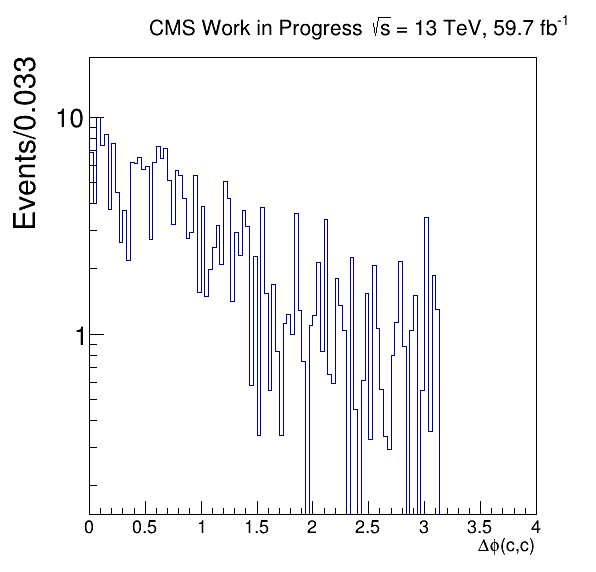 CMS Work in Progress √s = 13 TeV, 59.7 fb⁻¹
Events/0.033
10
1
0 0.5 1 1.5 2 2.5 3 3.5 4
Δϕ(c,c)